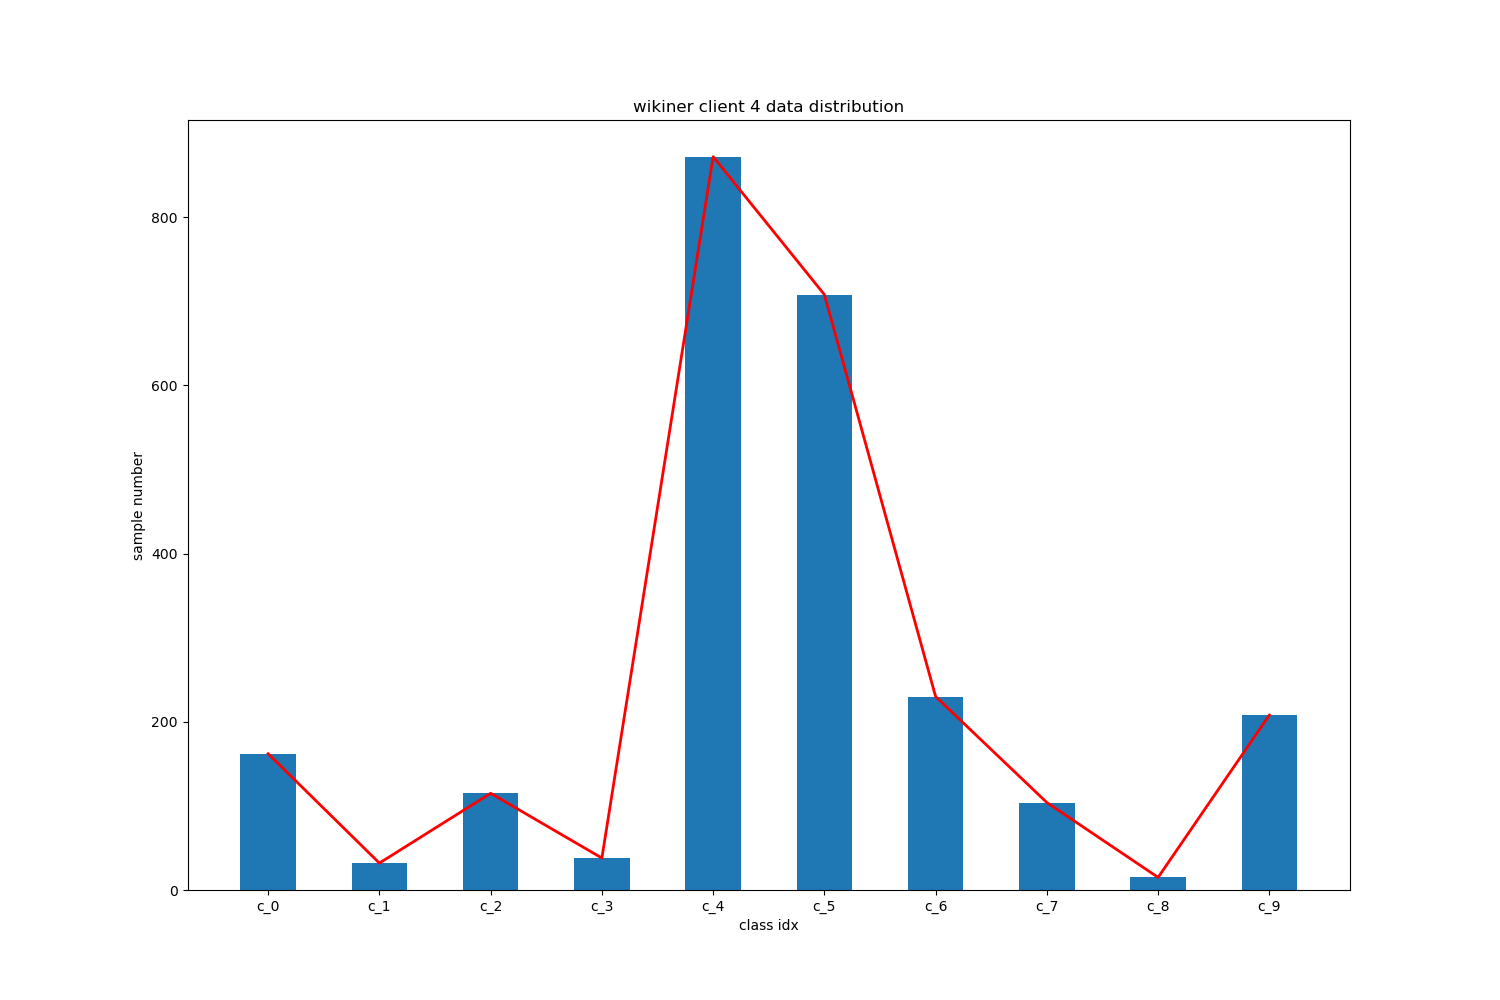 wikiner client 4 data distribution
800
600
400
200
0
sample number
c_0 c_1 c_2 c_3 c_4 c_5 c_6 c_7 c_8 c_9
class idx